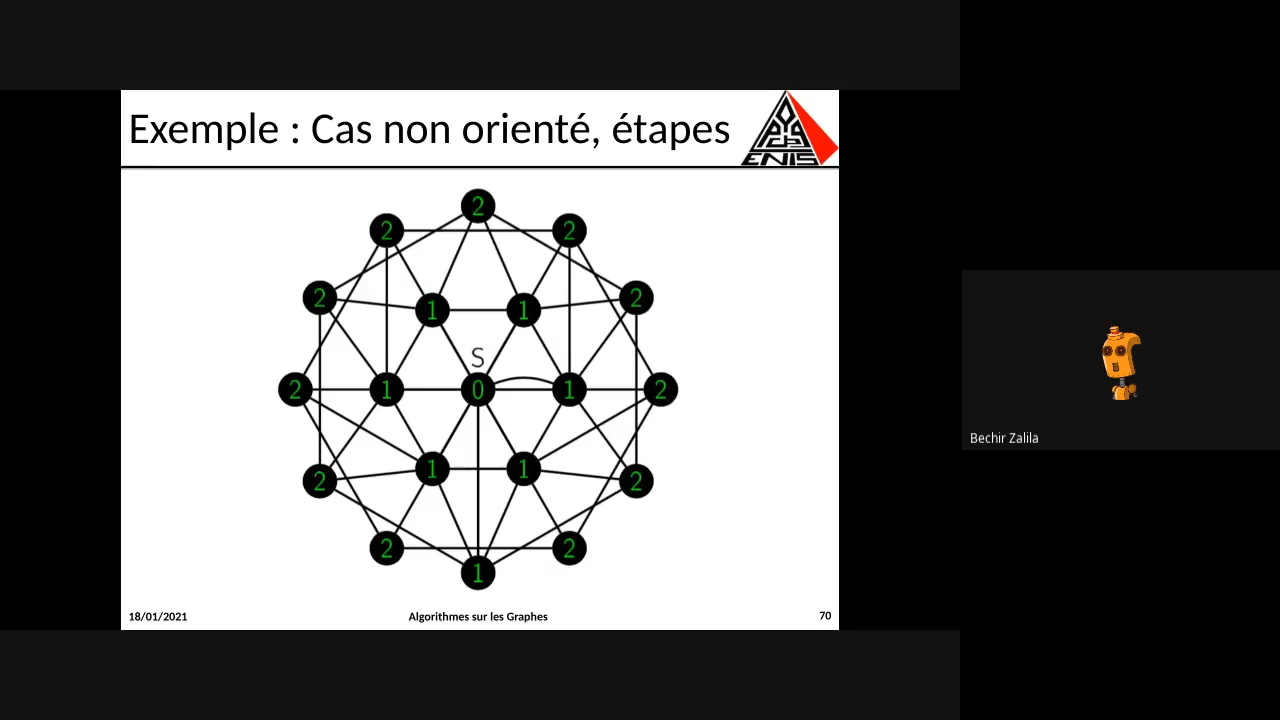 Exemple : Cas non orienté, étapes
ENIS
2
2 2
2 2
1 1
S
2 1 0 1 2
1 1
2 2
2 2
1
18/01/2021 Algorithmes sur les Graphes 70
Bechir Zalila